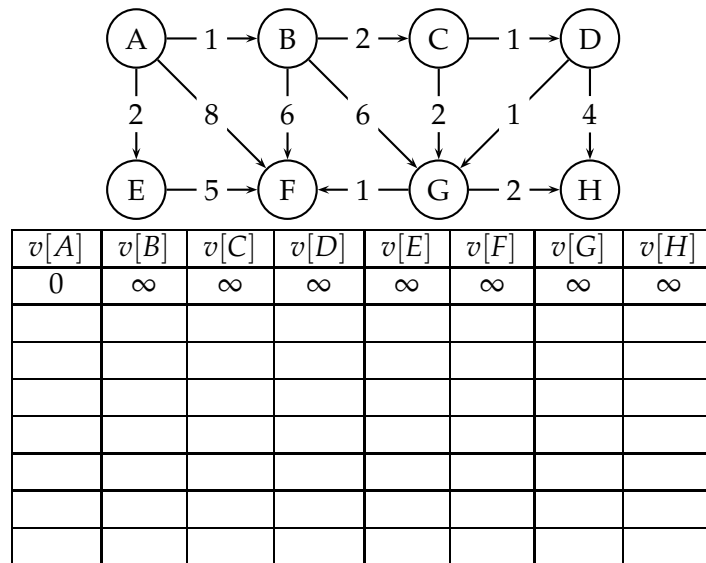 A 1 B 2 C 1 D
2 8 6 6 2 1 4
E 5 F 1 G 2 H
v[A] v[B] v[C] v[D] v[E] v[F] v[G] v[H]
0 ∞ ∞ ∞ ∞ ∞ ∞ ∞